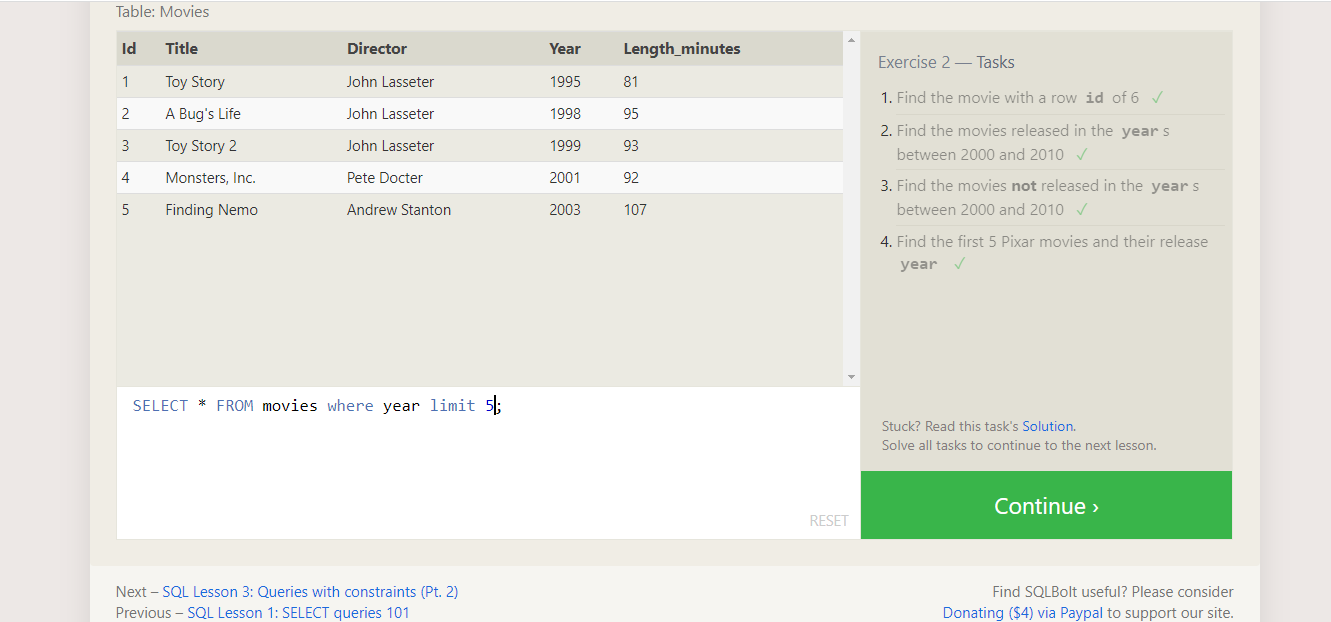 Table: Movies
Id Title Director Year Length_minutes
1 Toy Story John Lasseter 1995 81
2 A Bug's Life John Lasseter 1998 95
3 Toy Story 2 John Lasseter 1999 93
4 Monsters, Inc. Pete Docter 2001 92
5 Finding Nemo Andrew Stanton 2003 107
SELECT * FROM movies where year limit 5;
RESET
Exercise 2 — Tasks
1. Find the movie with a row id of 6 ✓
2. Find the movies released in the year s
between 2000 and 2010 ✓
3. Find the movies not released in the year s
between 2000 and 2010 ✓
4. Find the first 5 Pixar movies and their release
year ✓
Stuck? Read this task's Solution.
Solve all tasks to continue to the next lesson.
Continue ›
Next – SQL Lesson 3: Queries with constraints (Pt. 2)
Previous – SQL Lesson 1: SELECT queries 101
Find SQLBolt useful? Please consider
Donating ($4) via Paypal to support our site.